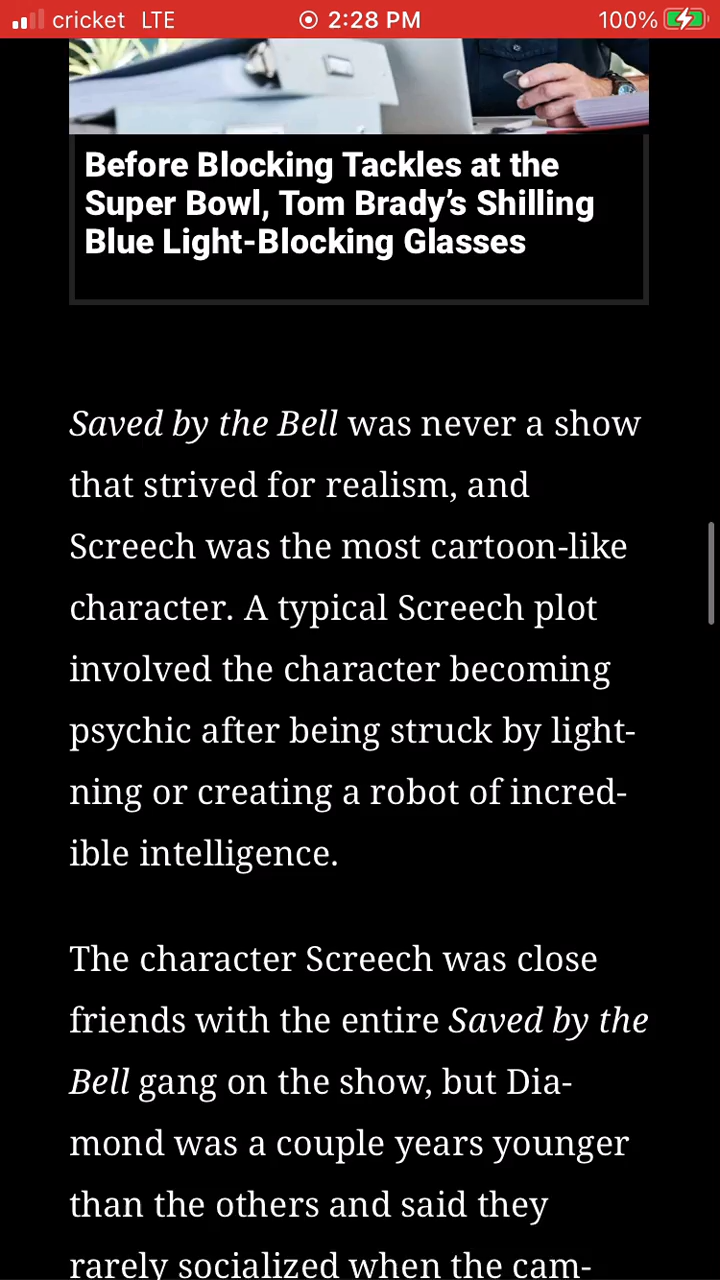 cricket LTE 2:28 PM 100%
Before Blocking Tackles at the
Super Bowl, Tom Brady’s Shilling
Blue Light-Blocking Glasses
Saved by the Bell was never a show
that strived for realism, and
Screech was the most cartoon-like
character. A typical Screech plot
involved the character becoming
psychic after being struck by light-
ning or creating a robot of incred-
ible intelligence.
The character Screech was close
friends with the entire Saved by the
Bell gang on the show, but Dia-
mond was a couple years younger
than the others and said they
rarely socialized when the cam-